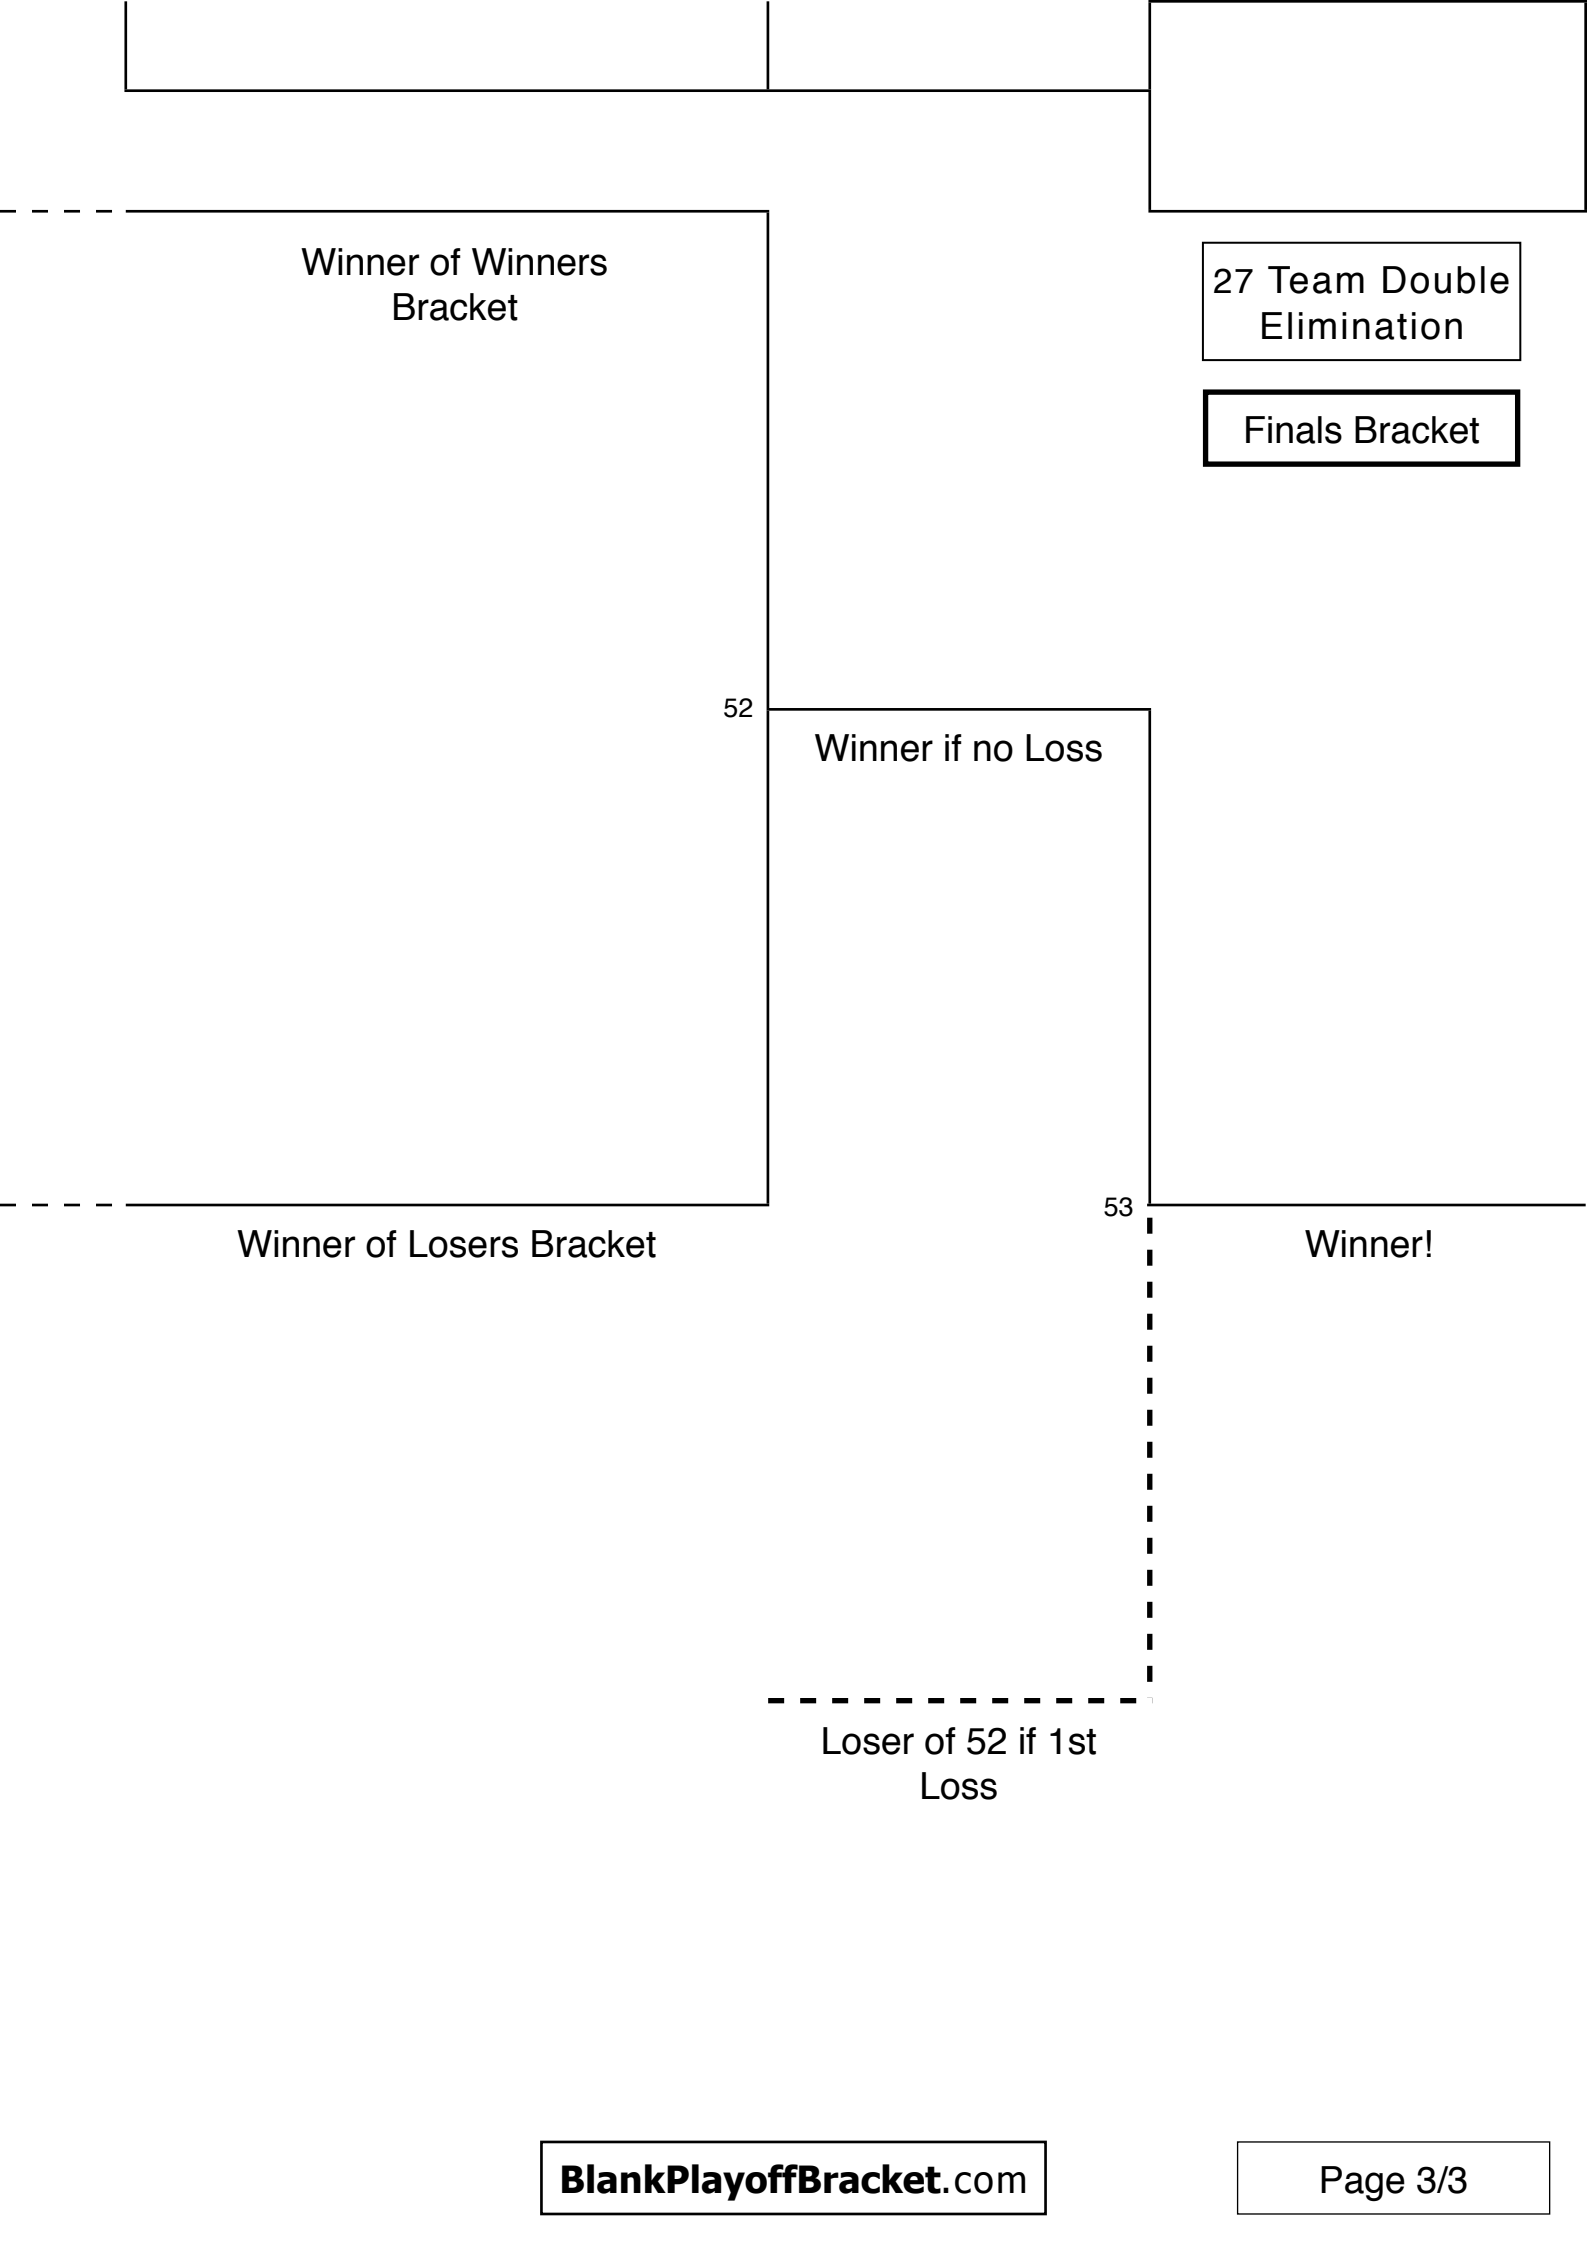 Winner of Winners
Bracket
27 Team Double
Elimination
Finals Bracket
52
Winner if no Loss
53
Winner of Losers Bracket
Winner!
Loser of 52 if 1st
Loss
BlankPlayoffBracket.com
Page 3/3